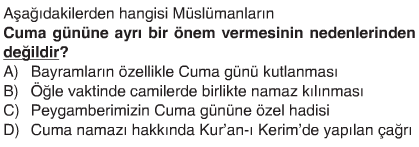 Aşağıdakilerden hangisi Müslümanların
Cuma gününe ayrı bir önem vermesinin nedenlerinden
değildir?
A) Bayramların özellikle Cuma günü kutlanması
B) Öğle vaktinde camilerde birlikte namaz kılınması
C) Peygamberimizin Cuma gününe özel hadisi
D) Cuma namazı hakkında Kur'an-ı Kerim'de yapılan çağrı